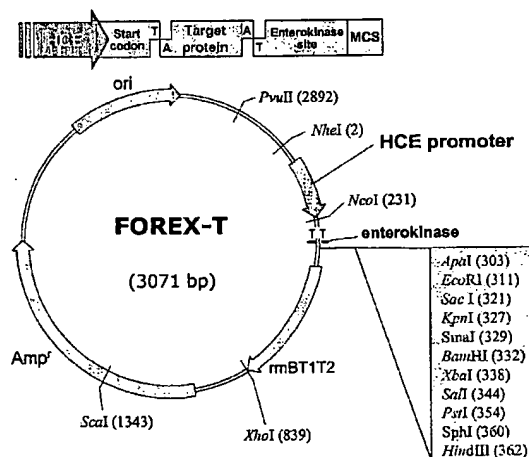 Start codon
T
A
Target protein
A
T
Enterokinase site
MCS
ori
PvuII (2892)
NheI (2)
HCE promoter
NcoI (231)
T T
enterokinase
FOREX-T
(3071 bp)
ApaI (303)
EcoRI (311)
Sac I (321)
KpnI (327)
SmaI (329)
BamHI (332)
XbaI (338)
SalI (344)
PstI (354)
SphI (360)
HindIII (362)
rrnBT1T2
XhoI (839)
ScaI (1343)
Ampr